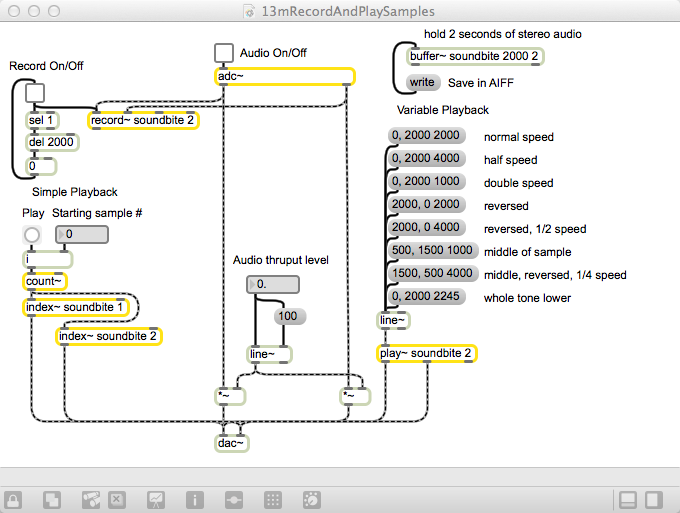 13mRecordAndPlaySamples
hold 2 seconds of stereo audio
Audio On/Off
buffer~ soundbite 2000 2
Record On/Off
adc~
write
Save in AIFF
Variable Playback
sel 1
record~ soundbite 2
0, 2000 2000
normal speed
del 2000
0, 2000 4000
half speed
0
0, 2000 1000
double speed
Simple Playback
2000, 0 2000
reversed
Play
Starting sample #
2000, 0 4000
reversed, 1/2 speed
0
500, 1500 1000
middle of sample
i
Audio thruput level
1500, 500 4000
middle, reversed, 1/4 speed
count~
0.
0, 2000 2245
whole tone lower
index~ soundbite 1
100
line~
index~ soundbite 2
line~
play~ soundbite 2
*~
*~
dac~